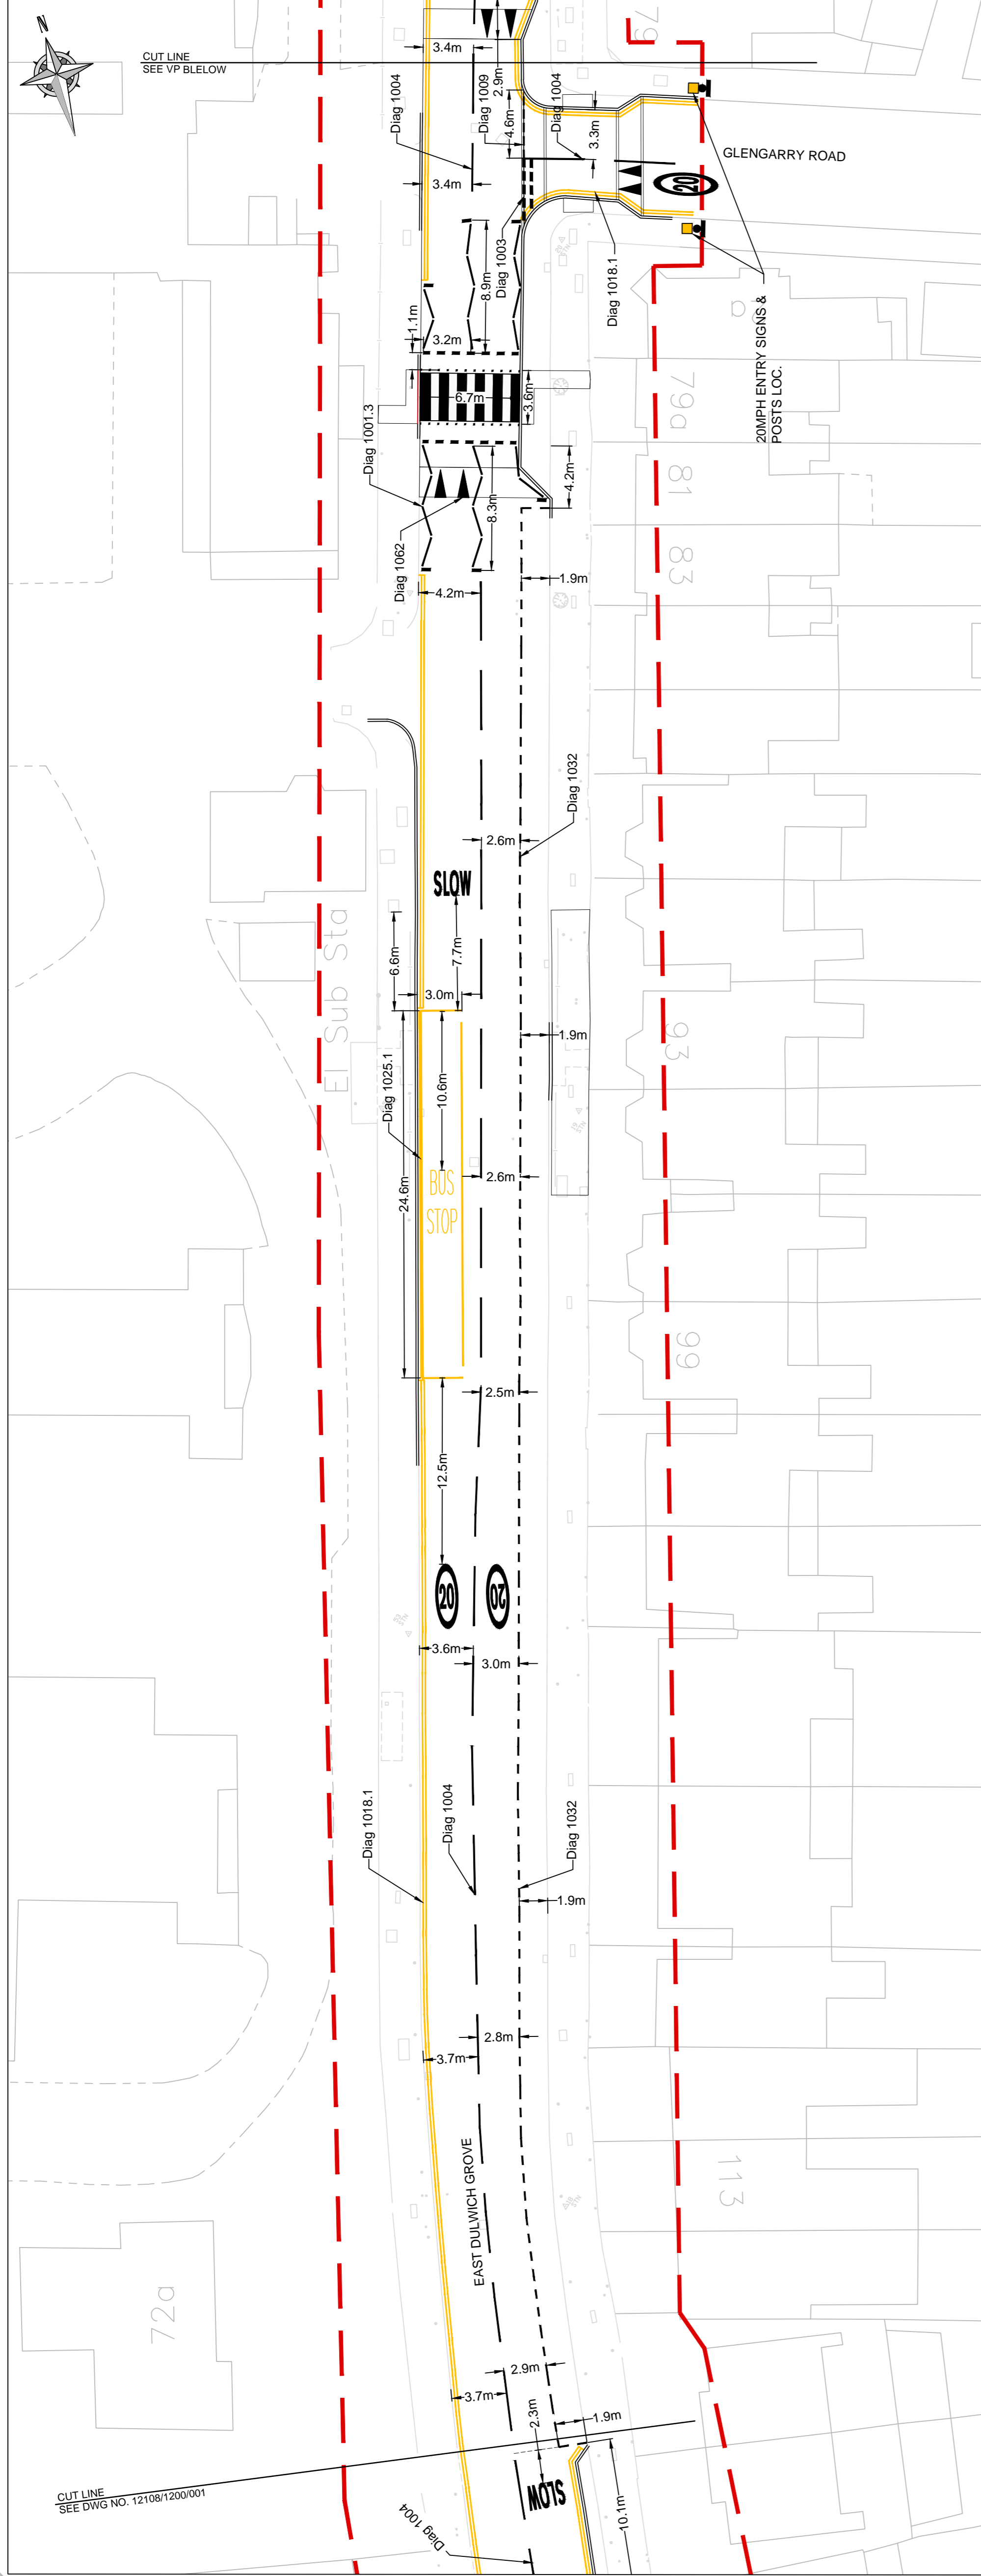 N
79
CUT LINE
SEE VP BLELOW
3.4m
2.9m
Diag 1004
Diag 1009
4.6m
Diag 1004
3.3m
GLENGARRY ROAD
3.4m
20
Diag 1003
8.9m
Diag 1018.1
1.1m
3.2m
20MPH ENTRY SIGNS &
POSTS LOC.
79a
6.7m
3.6m
Diag 1001.3
81
4.2m
8.3m
Diag 1062
83
1.9m
4.2m
Diag 1032
2.6m
SLOW
7.7m
6.6m
El Sub Sta
3.0m
1.9m
93
Diag 1025.1
10.6m
BUS
STOP
2.6m
24.6m
99
2.5m
12.5m
20
20
3.6m
3.0m
Diag 1018.1
Diag 1004
Diag 1032
1.9m
2.8m
3.7m
EAST DULWICH GROVE
113
72a
2.9m
3.7m
2.3m
1.9m
CUT LINE
SEE DWG NO. 12108/1200/001
SLOW
10.1m
Diag 1004